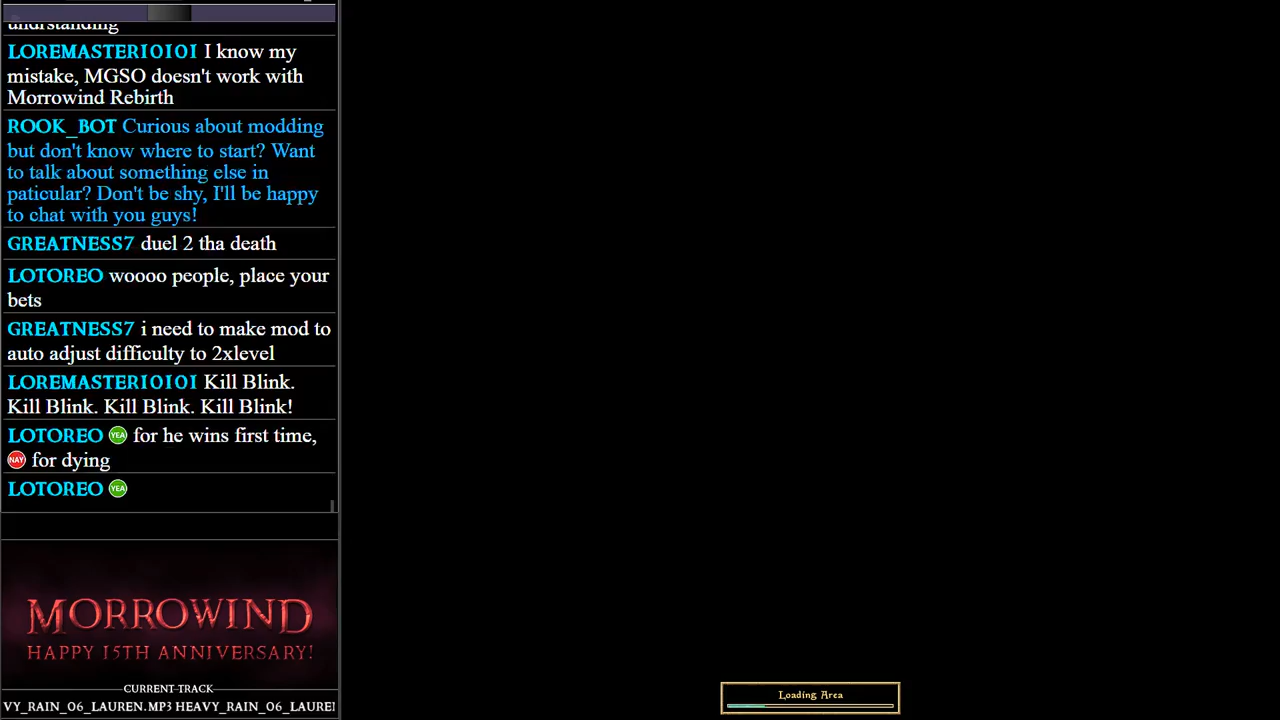 undrstanding
LOREMASTER10101 I know my
mistake, MGSO doesn't work with
Morrowind Rebirth
ROOK_BOT Curious about modding
but don't know where to start? Want
to talk about something else in
paticular? Don't be shy, I'll be happy
to chat with you guys!
GREATNESS7 duel 2 tha death
LOTOREO woooo people, place your
bets
GREATNESS7 i need to make mod to
auto adjust difficulty to 2xlevel
LOREMASTER10101 Kill Blink.
Kill Blink. Kill Blink. Kill Blink!
LOTOREO YEA for he wins first time,
NAY for dying
LOTOREO YEA
MORROWIND
HAPPY 15TH ANNIVERSARY!
CURRENT TRACK
VY_RAIN_06_LAUREN.MP3 HEAVY_RAIN_06_LAURE
Loading Area